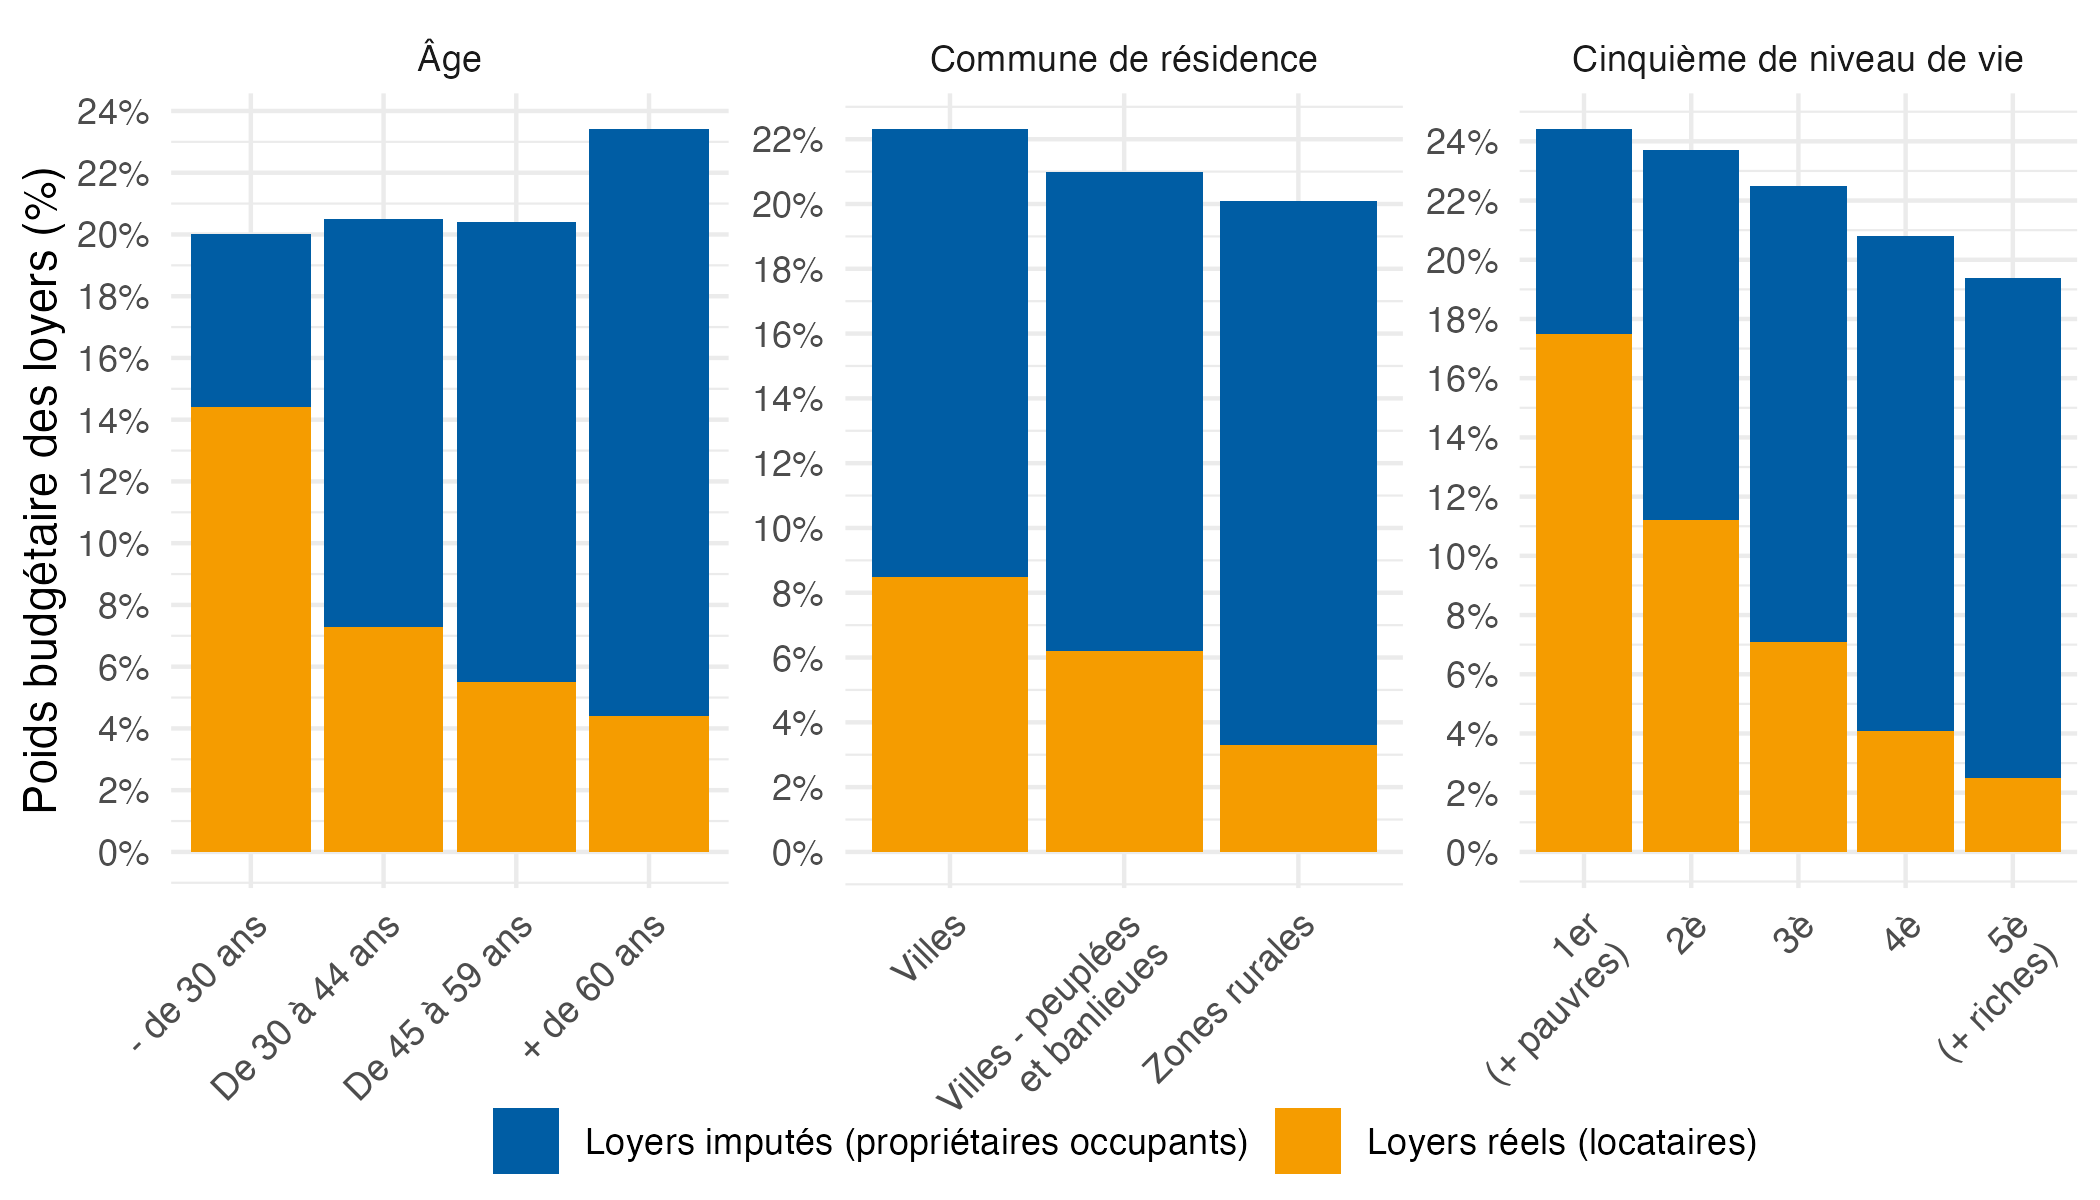 Âge
Commune de résidence
Cinquième de niveau de vie
Poids budgétaire des loyers (%)
24%
22%
20%
18%
16%
14%
12%
10%
8%
6%
4%
2%
0%
- de 30 ans
De 30 à 44 ans
De 45 à 59 ans
+ de 60 ans
22%
20%
18%
16%
14%
12%
10%
8%
6%
4%
2%
0%
Villes
Villes - peuplées
et banlieues
Zones rurales
24%
22%
20%
18%
16%
14%
12%
10%
8%
6%
4%
2%
0%
1er
(+ pauvres)
2è
3è
4è
5è
(+ riches)
Loyers imputés (propriétaires occupants)
Loyers réels (locataires)